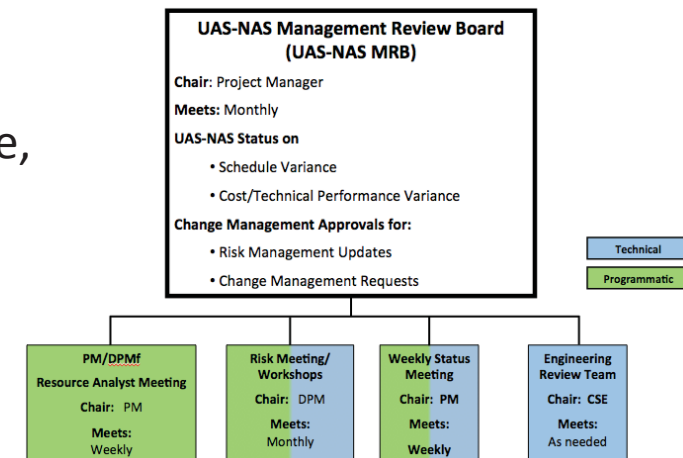 e,
UAS-NAS Management Review Board
(UAS-NAS MRB)
Chair: Project Manager
Meets: Monthly
UAS-NAS Status on
• Schedule Variance
• Cost/Technical Performance Variance
Change Management Approvals for:
• Risk Management Updates
• Change Management Requests
Technical
Programmatic
PM/DPMf
Resource Analyst Meeting
Chair: PM
Meets:
Weekly
Risk Meeting/
Workshops
Chair: DPM
Meets:
Monthly
Weekly Status
Meeting
Chair: PM
Meets:
Weekly
Engineering
Review Team
Chair: CSE
Meets:
As needed